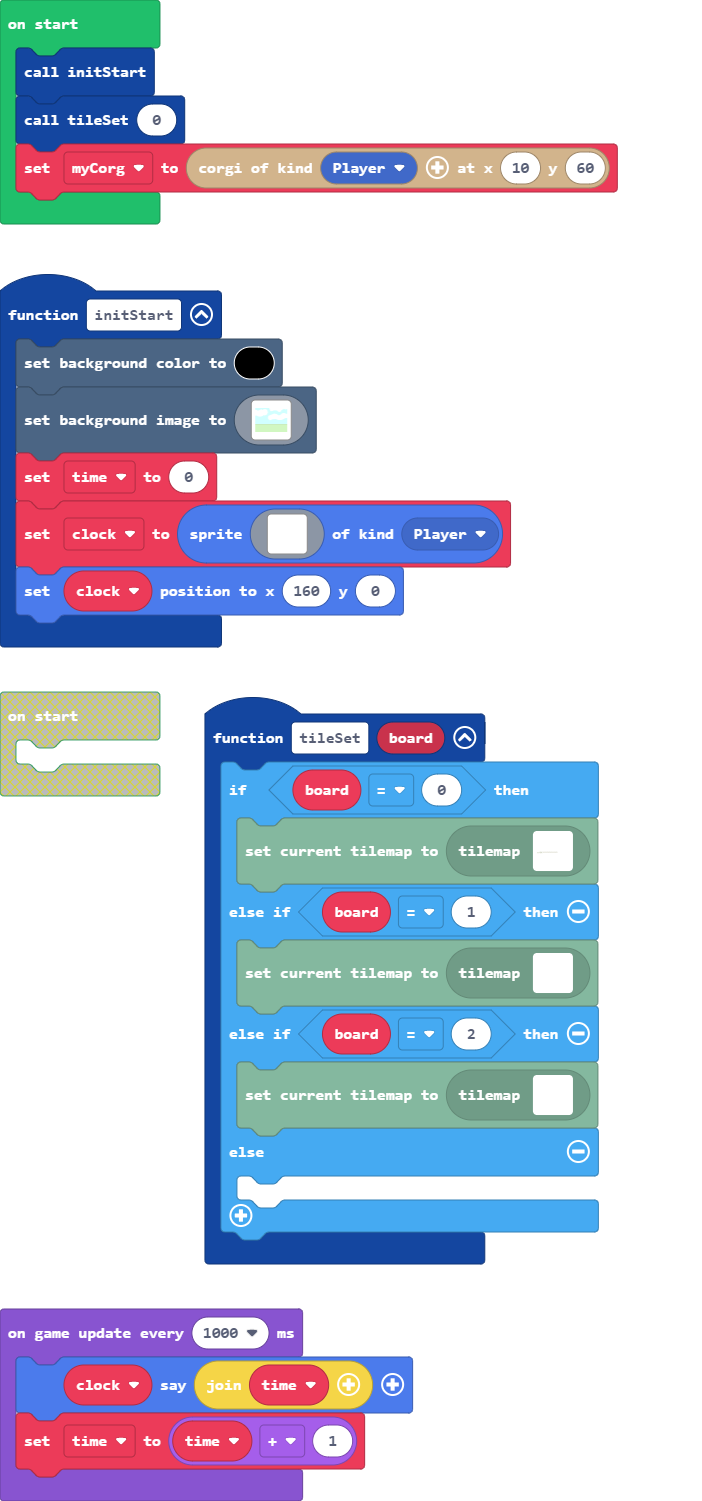 on start
call initStart
call tileSet 0
set myCorg to corgi of kind Player at x 10 y 60
function initStart
set background color to
set background image to
set time to 0
set clock to sprite of kind Player
set clock position to x 160 y 0
on start
function tileSet board
if board = 0 then
set current tilemap to tilemap
else if board = 1 then
set current tilemap to tilemap
else if board = 2 then
set current tilemap to tilemap
else
on game update every 1000 ms
clock say join time
set time to time + 1